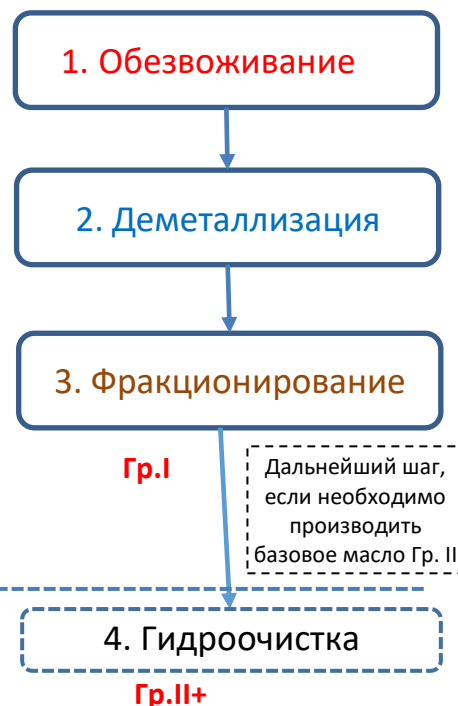 1. Обезвоживание
2. Деметаллизация
3. Фракционирование
Гр.I
Дальнейший шаг,
если необходимо
производить
базовое масло Гр. II
4. Гидроочистка
Гр.II+